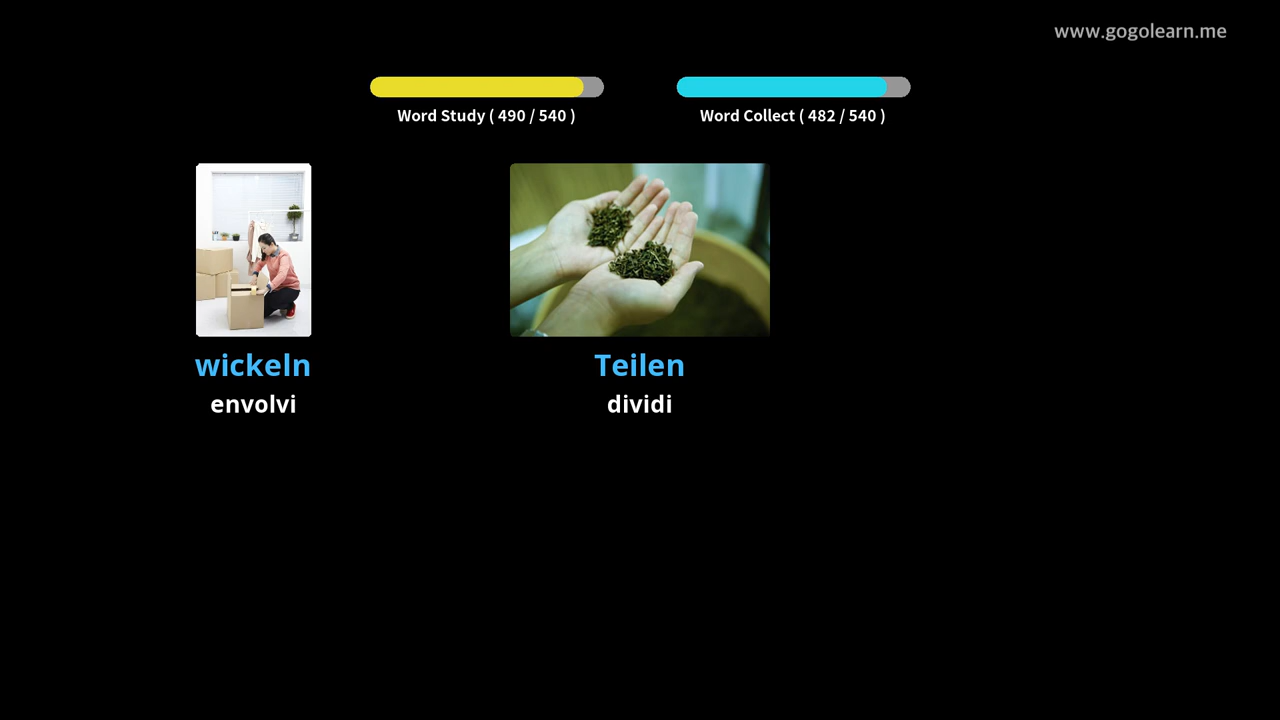 www.gogolearn.me
Word Study ( 490 / 540 )
Word Collect ( 482 / 540 )
wickeln
envolvi
Teilen
dividi